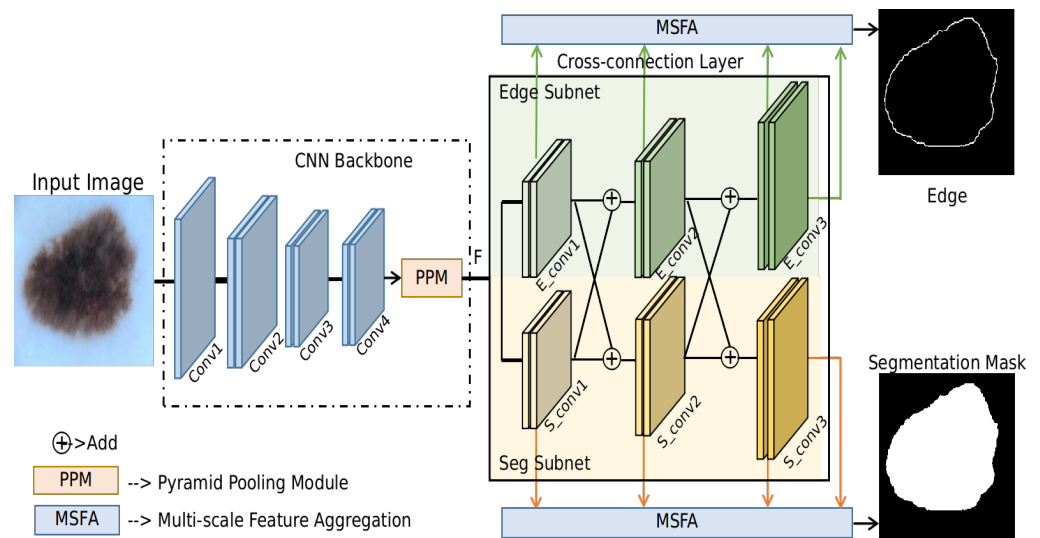 MSFA
Cross-connection Layer
Edge Subnet
CNN Backbone
Input Image
Edge
F
PPM
E_conv1
E_conv2
E_conv3
Conv1
Conv2
Conv3
Conv4
Segmentation Mask
S_conv1
S_conv2
S_conv3
Seg Subnet
MSFA
->Add
PPM --> Pyramid Pooling Module
MSFA --> Multi-scale Feature Aggregation